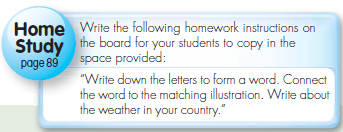 Home
Study
page 89
Write the following homework instructions on
the board for your students to copy in the
space provided:
“Write down the letters to form a word. Connect
the word to the matching illustration. Write about
the weather in your country.”